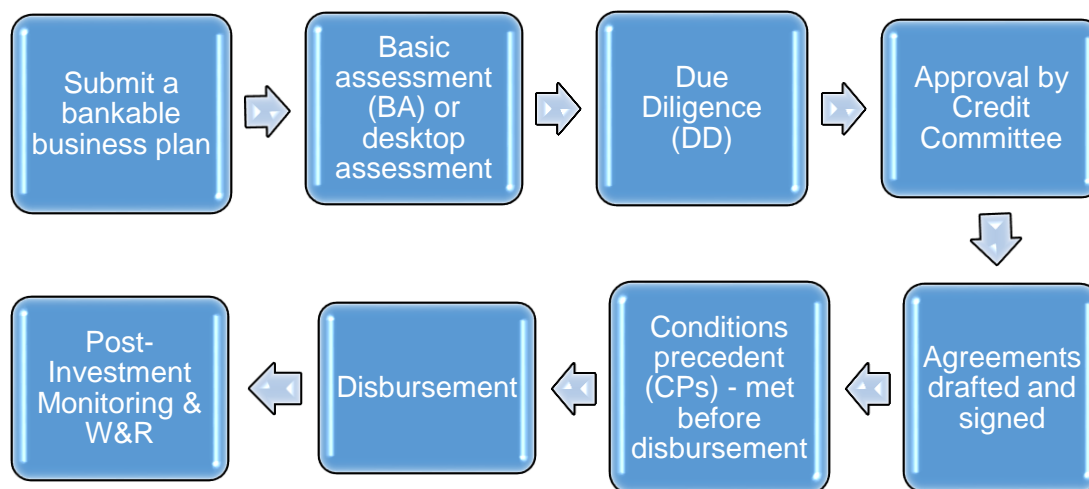 Submit a
bankable
business plan
Basic
assessment
(BA) or
desktop
assessment
Due
Diligence
(DD)
Approval by
Credit
Committee
Agreements
drafted and
signed
Conditions
precedent
(CPs) - met
before
disbursement
Disbursement
Post-
Investment
Monitoring &
W&R